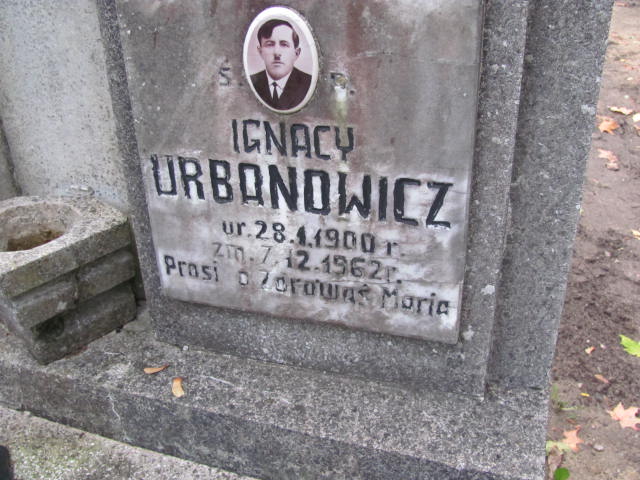 Ś. P.
IGNACY
URBANOWICZ
ur. 28.1.1900 r.
zm. 7.12.1962 r.
Prosi o Zdrowaś Maria